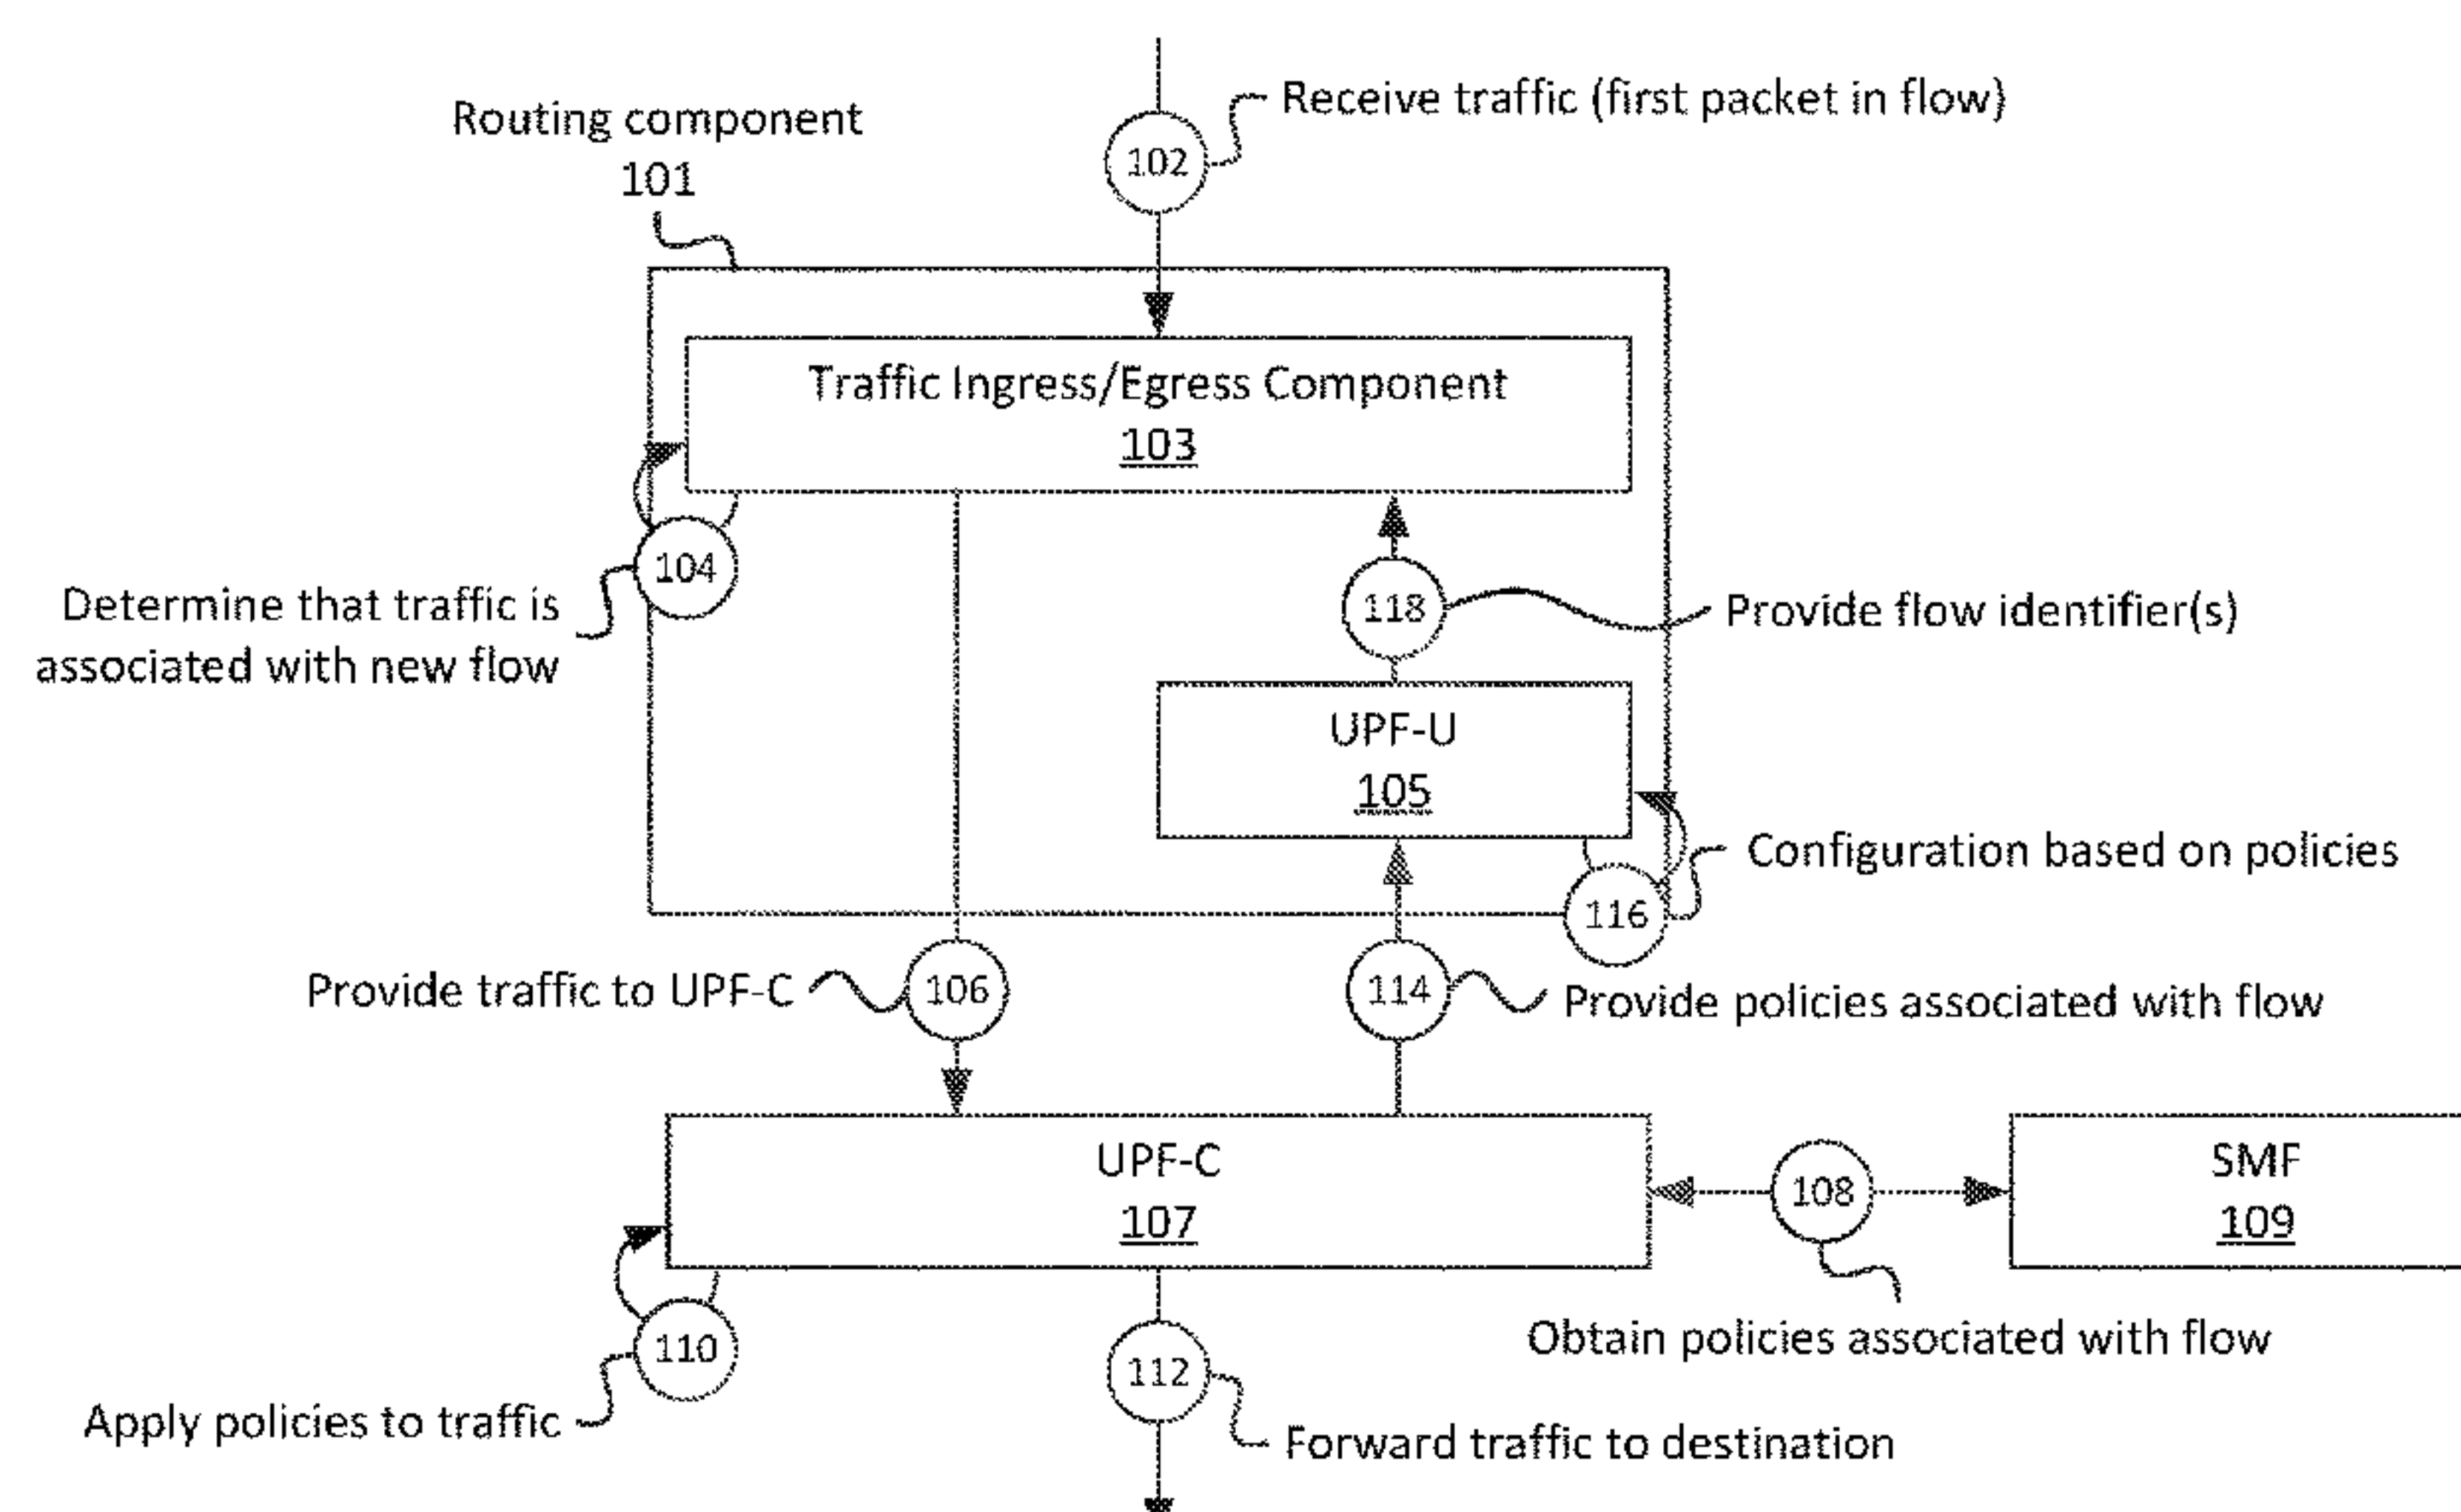 Receive traffic (first packet in flow)
Routing component
101
102
Traffic Ingress/Egress Component
103
104
Determine that traffic is
associated with new flow
118
Provide flow identifier(s)
UPF-U
105
Configuration based on policies
116
Provide traffic to UPF-C
106
114
Provide policies associated with flow
UPF-C
107
108
SMF
109
Obtain policies associated with flow
110
Apply policies to traffic
112
Forward traffic to destination